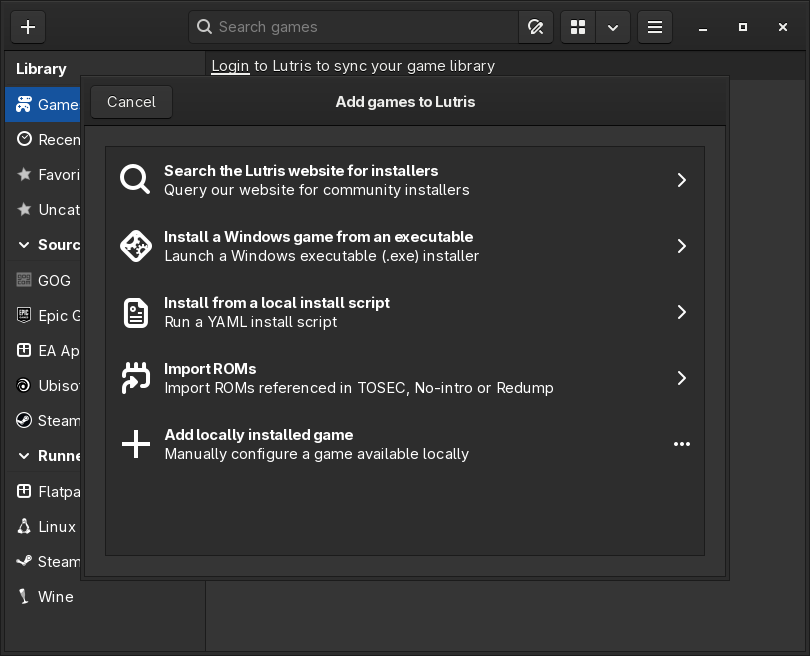 Search games
Library
Login to Lutris to sync your game library
Cancel
Add games to Lutris
Game
Recen
Favori
Uncat
Sourc
GOG
Epic G
EA Ap
Ubisof
Steam
Runne
Flatpa
Linux
Steam
Wine
Search the Lutris website for installers
Query our website for community installers
Install a Windows game from an executable
Launch a Windows executable (.exe) installer
Install from a local install script
Run a YAML install script
Import ROMs
Import ROMs referenced in TOSEC, No-intro or Redump
Add locally installed game
Manually configure a game available locally